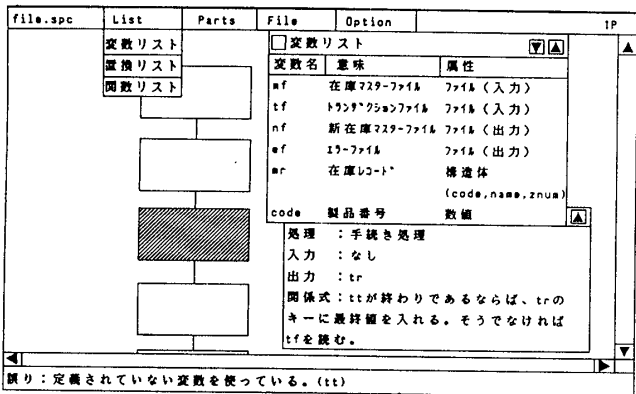 file.spc List Parts File Option 1P
変数リスト
置換リスト
関数リスト
変数リスト
変数名 意味 属性
mf 在庫マスターファイル ファイル(入力)
tf トランザクションファイル ファイル(入力)
nf 新在庫マスターファイル ファイル(出力)
ef エラーファイル ファイル(出力)
mr 在庫レコード 構造体
(code,name,znum)
code 製品番号 数値
処理 :手続き処理
入力 :なし
出力 :tr
関係式:ttが終わりであるならば、trの
キーに最終値を入れる。そうでなければ
tfを読む。
誤り:定義されていない変数を使っている。(tt)